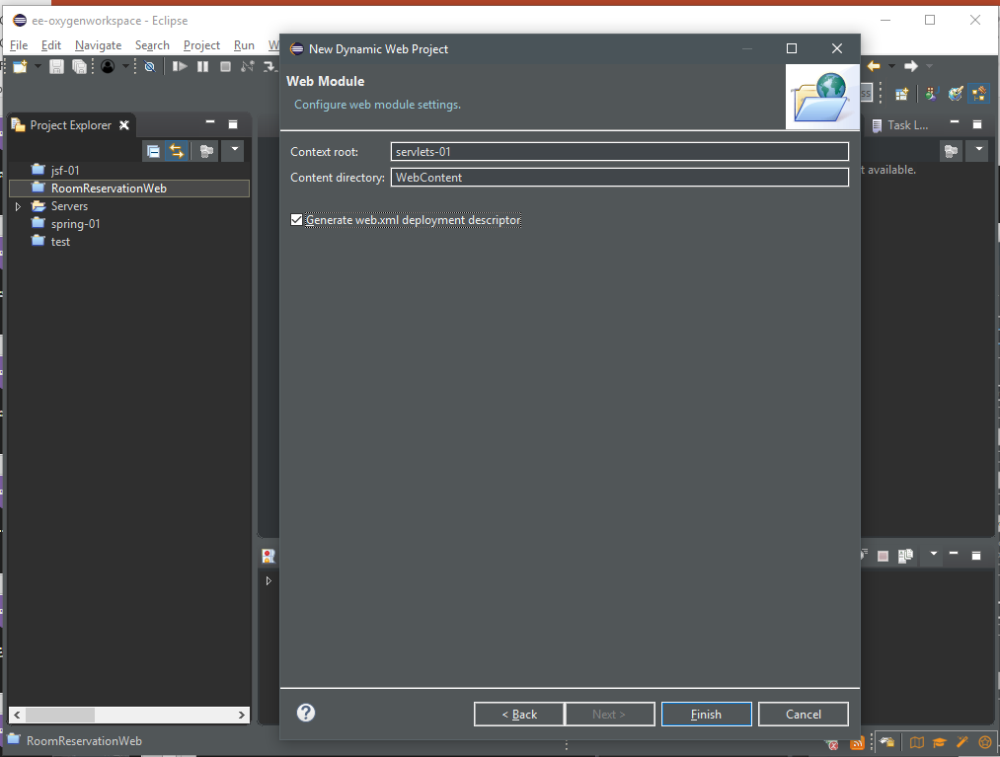 ee-oxygenworkspace - Eclipse
File Edit Navigate Search Project Run W
New Dynamic Web Project
Web Module
Configure web module settings.
ss
Project Explorer
Task L...
Context root: servlets-01
Content directory: WebContent
t available.
Generate web.xml deployment descriptor
jsf-01
RoomReservationWeb
Servers
spring-01
test
? < Back Next > Finish Cancel
RoomReservationWeb